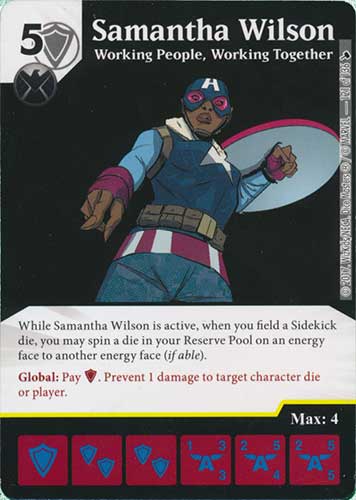 5
Samantha Wilson
Working People, Working Together
While Samantha Wilson is active, when you field a Sidekick
die, you may spin a die in your Reserve Pool on an energy
face to another energy face (if able).
Global: Pay . Prevent 1 damage to target character die
or player.
Max: 4
1 3 A 3
2 5 A 4
2 6 A 5
A